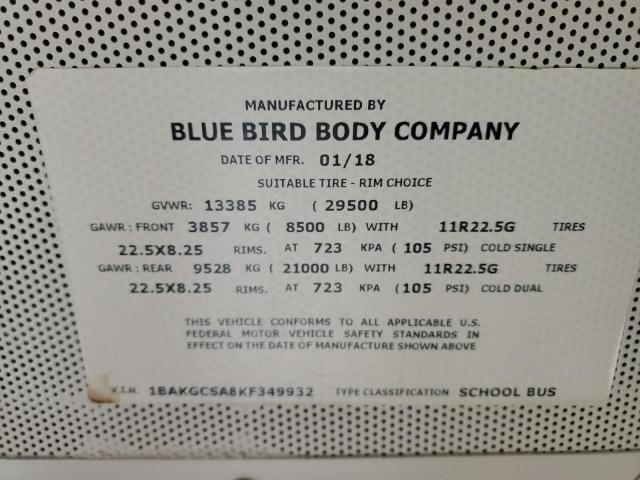 MANUFACTURED BY
BLUE BIRD BODY COMPANY
DATE OF MFR. 01/18
SUITABLE TIRE - RIM CHOICE
GVWR: 13385 KG ( 29500 LB)
GAWR : FRONT 3857 KG ( 8500 LB) WITH 11R22.5G TIRES
22.5X8.25 RIMS. AT 723 KPA ( 105 PSI) COLD SINGLE
GAWR : REAR 9528 KG ( 21000 LB) WITH 11R22.5G TIRES
22.5X8.25 RIMS. AT 723 KPA ( 105 PSI) COLD DUAL
THIS VEHICLE CONFORMS TO ALL APPLICABLE U.S.
FEDERAL MOTOR VEHICLE SAFETY STANDARDS IN
EFFECT ON THE DATE OF MANUFACTURE SHOWN ABOVE
V.I.N. 1BAKGCSA8KF349932 TYPE CLASSIFICATION SCHOOL BUS